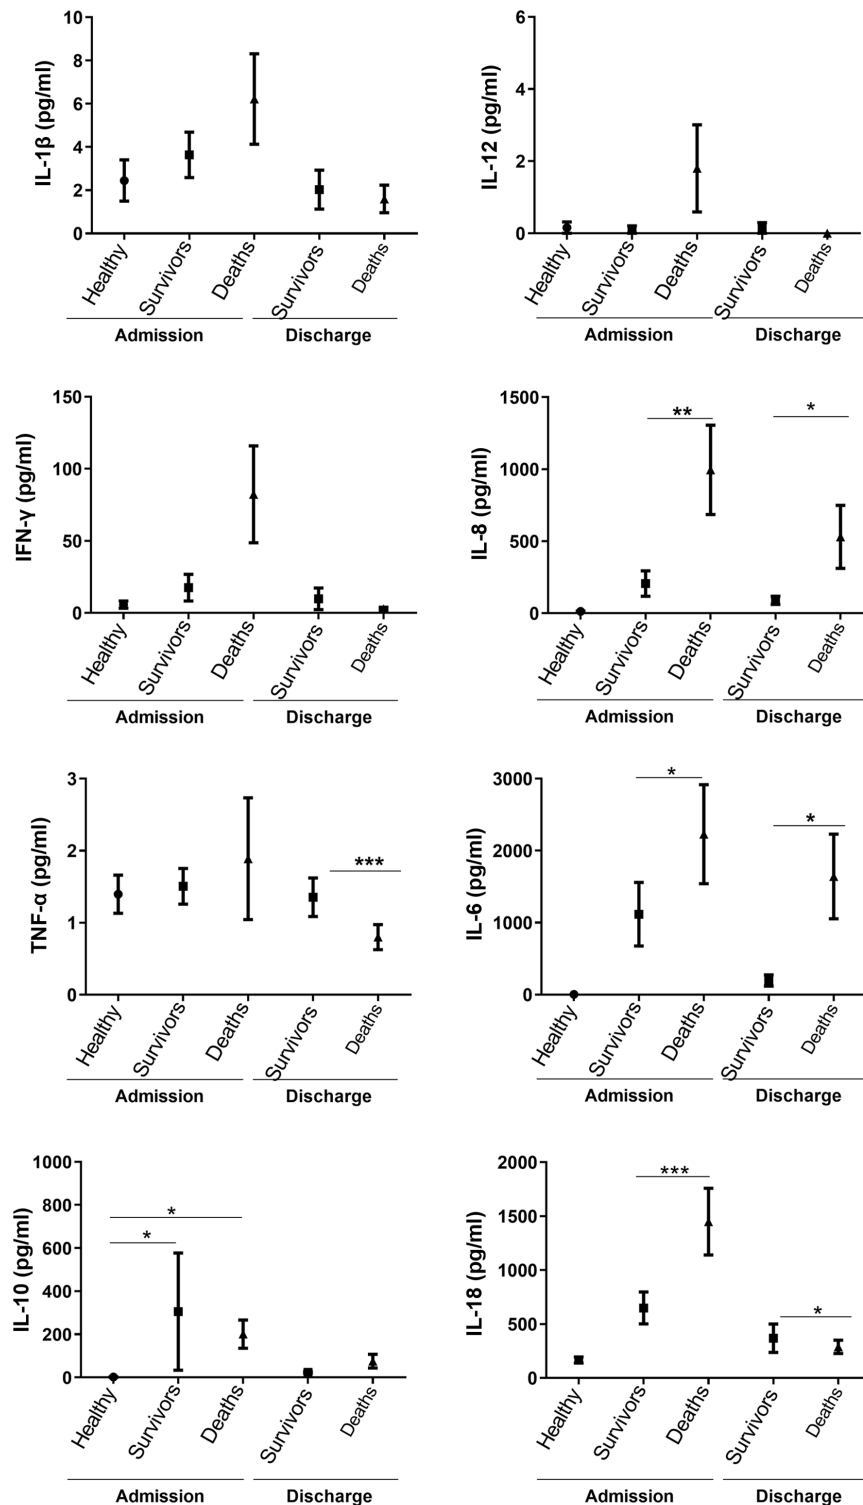 IL-1β (pg/ml)
10
8
6
4
2
0
Healthy
Survivors
Deaths
Survivors
Deaths
Admission
Discharge
IL-12 (pg/ml)
6
4
2
0
Healthy
Survivors
Deaths
Survivors
Deaths
Admission
Discharge
IFN-γ (pg/ml)
150
100
50
0
Healthy
Survivors
Deaths
Survivors
Deaths
Admission
Discharge
IL-8 (pg/ml)
1500
1000
500
0
**
*
Healthy
Survivors
Deaths
Survivors
Deaths
Admission
Discharge
TNF-α (pg/ml)
3
2
1
0
***
Healthy
Survivors
Deaths
Survivors
Deaths
Admission
Discharge
IL-6 (pg/ml)
3000
2000
1000
0
*
*
Healthy
Survivors
Deaths
Survivors
Deaths
Admission
Discharge
IL-10 (pg/ml)
1000
800
600
400
200
0
*
*
Healthy
Survivors
Deaths
Survivors
Deaths
Admission
Discharge
IL-18 (pg/ml)
2000
1500
1000
500
0
***
*
Healthy
Survivors
Deaths
Survivors
Deaths
Admission
Discharge